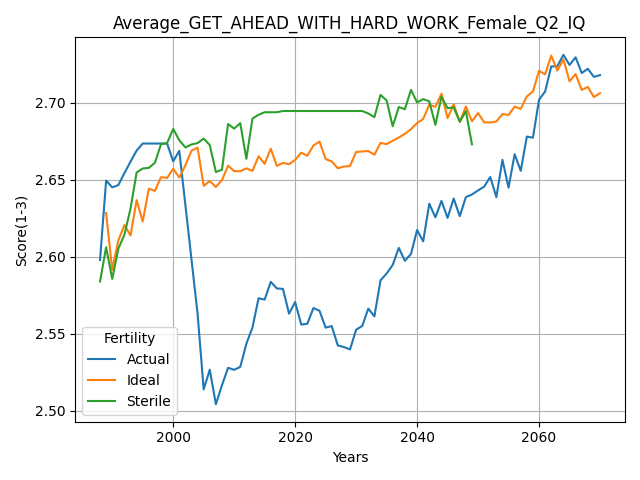 Average_GET_AHEAD_WITH_HARD_WORK_Female_Q2_IQ
Score(1-3)
2.70
2.65
2.60
2.55
2.50
Fertility
Actual
Ideal
Sterile
2000 2020 2040 2060
Years